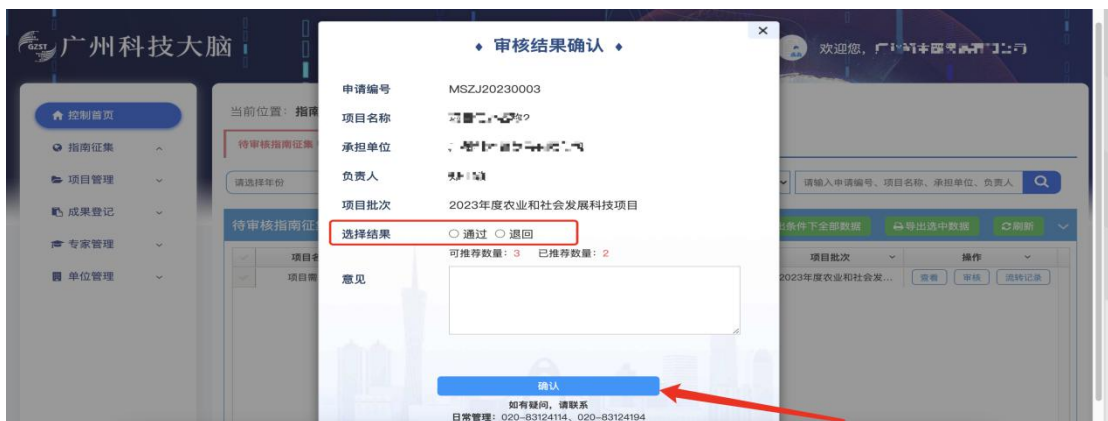 GZST 广州科技大脑
欢迎您,
控制首页
指南征集
项目管理
成果登记
专家管理
单位管理
当前位置: 指南
待审核指南征集
请选择年份
请输入申请编号、项目名称、承担单位、负责人
待审核指南征
条件下全部数据
导出选中数据
刷新
项目名
项目批次
操作
项目需
2023年度农业和社会发...
查看
审核
流转记录
审核结果确认
申请编号 MSZJ20230003
项目名称
承担单位
负责人
项目批次 2023年度农业和社会发展科技项目
选择结果 通过 退回
可推荐数量: 3 已推荐数量: 2
意见
确认
如有疑问, 请联系
日常管理: 020-83124114、020-83124194